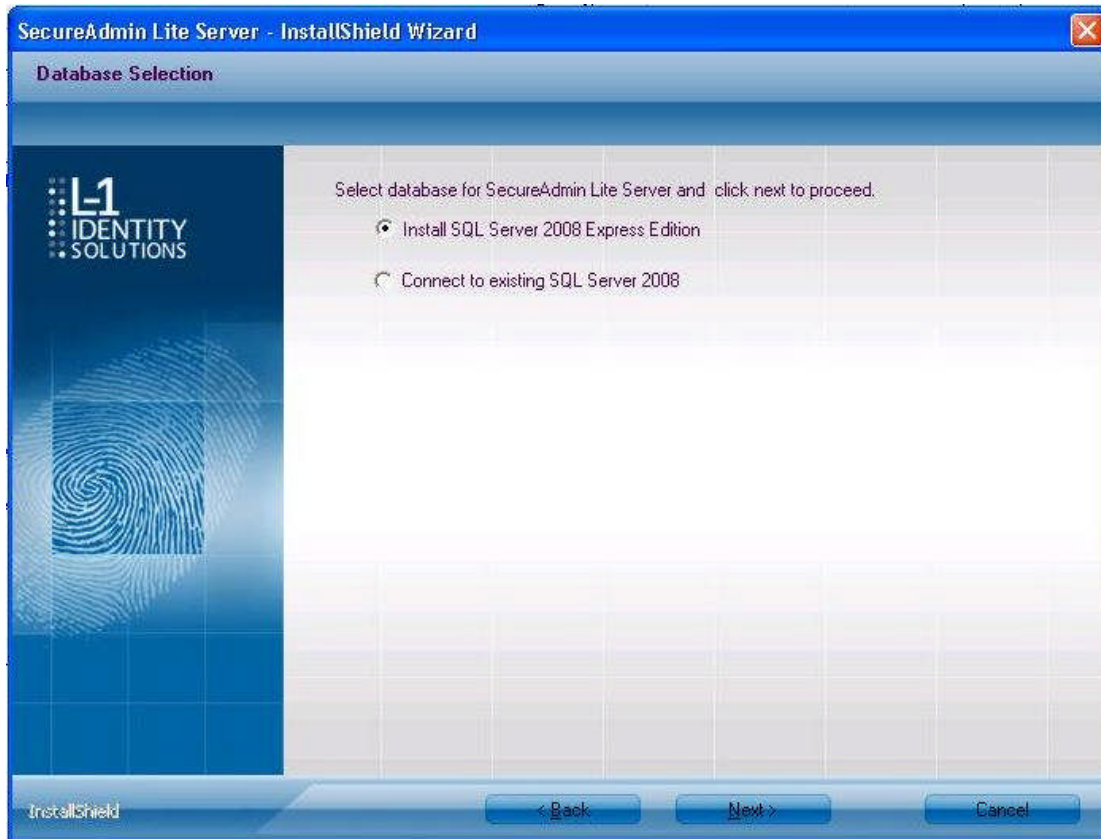 SecureAdmin Lite Server - InstallShield Wizard
Database Selection
L-1
IDENTITY
SOLUTIONS
Select database for SecureAdmin Lite Server and click next to proceed.
Install SQL Server 2008 Express Edition
Connect to existing SQL Server 2008
InstallShield
< Back
Next >
Cancel